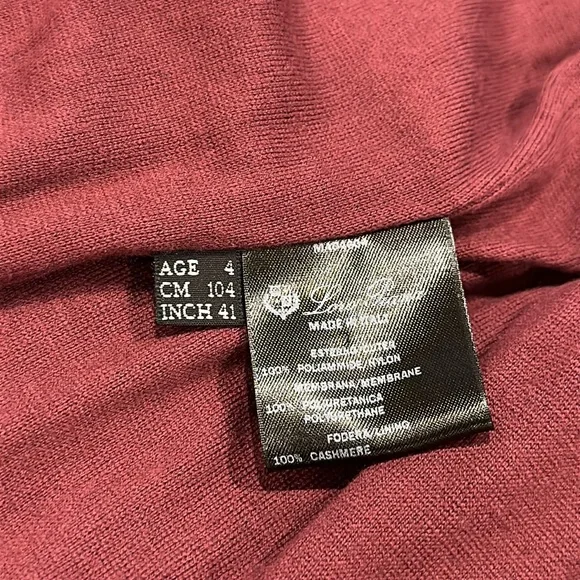 AGE 4
CM 104
INCH 41
Loro Piana
MADE IN ITALY
ESTERNO/OUTER
100% POLIAMMIDE/NYLON
MEMBRANA/MEMBRANE
100% POLIURETANICA
POLYURETHANE
FODERA/LINING
100% CASHMERE